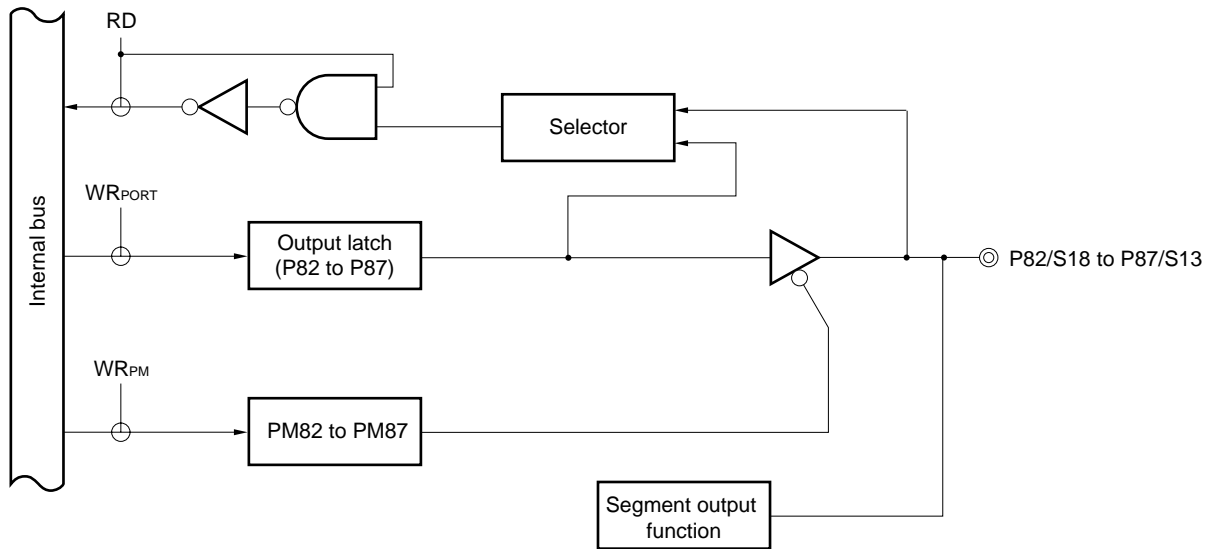 RD
Selector
WRPORT
Internal bus
Output latch
(P82 to P87)
P82/S18 to P87/S13
WRPM
PM82 to PM87
Segment output
function